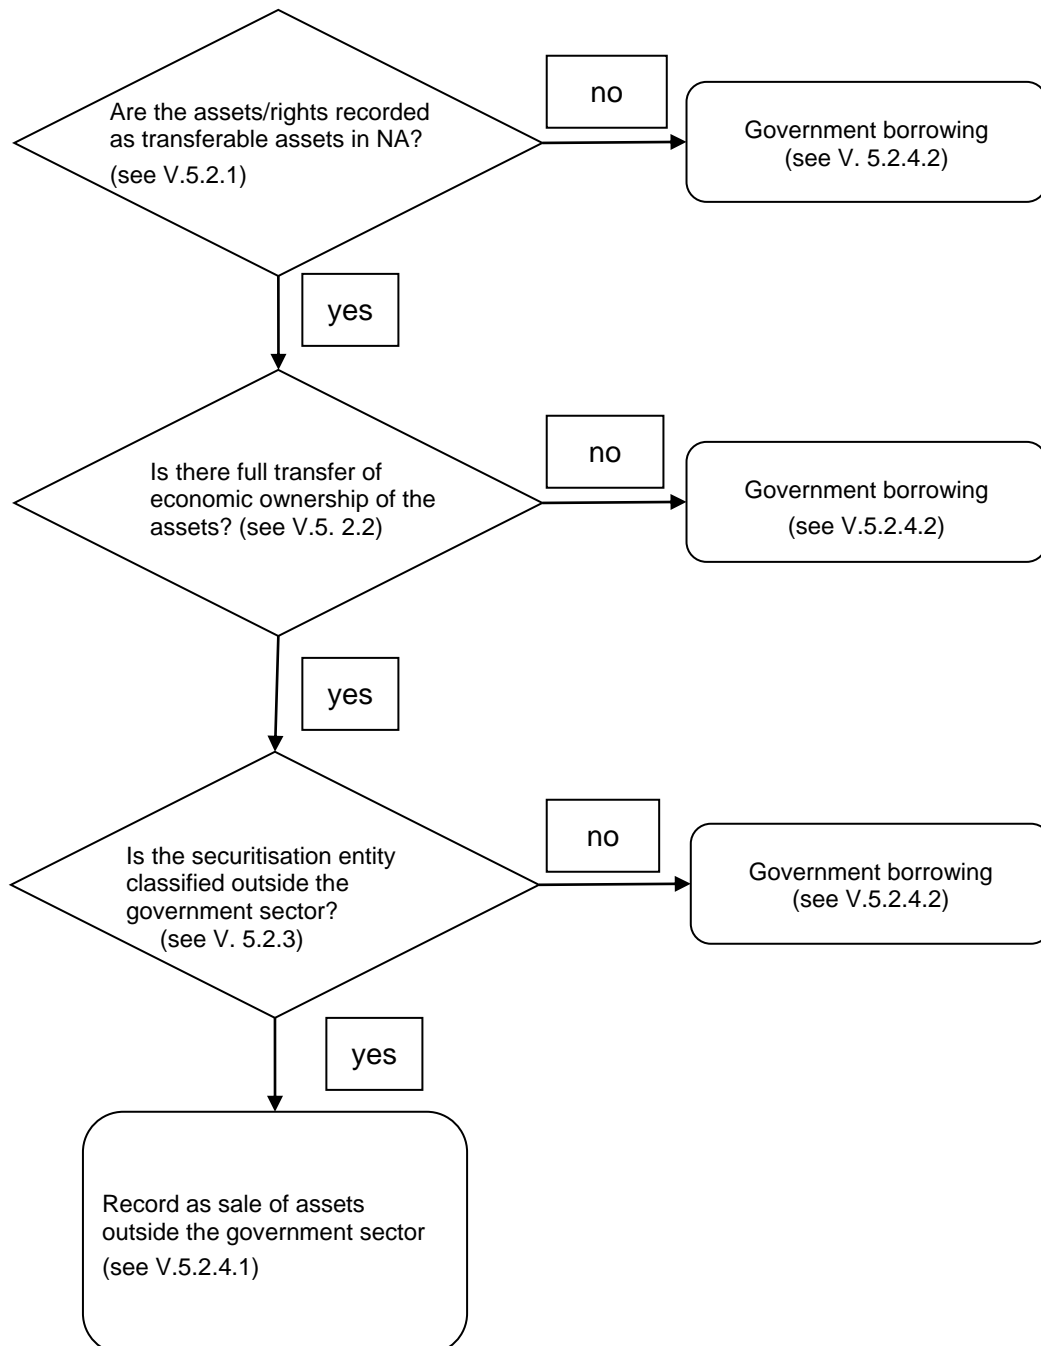 Are the assets/rights recorded
as transferable assets in NA?
(see V.5.2.1)
no
Government borrowing
(see V. 5.2.4.2)
yes
Is there full transfer of
economic ownership of the
assets? (see V.5. 2.2)
no
Government borrowing
(see V.5.2.4.2)
yes
Is the securitisation entity
classified outside the
government sector?
(see V. 5.2.3)
no
Government borrowing
(see V.5.2.4.2)
yes
Record as sale of assets
outside the government sector
(see V.5.2.4.1)